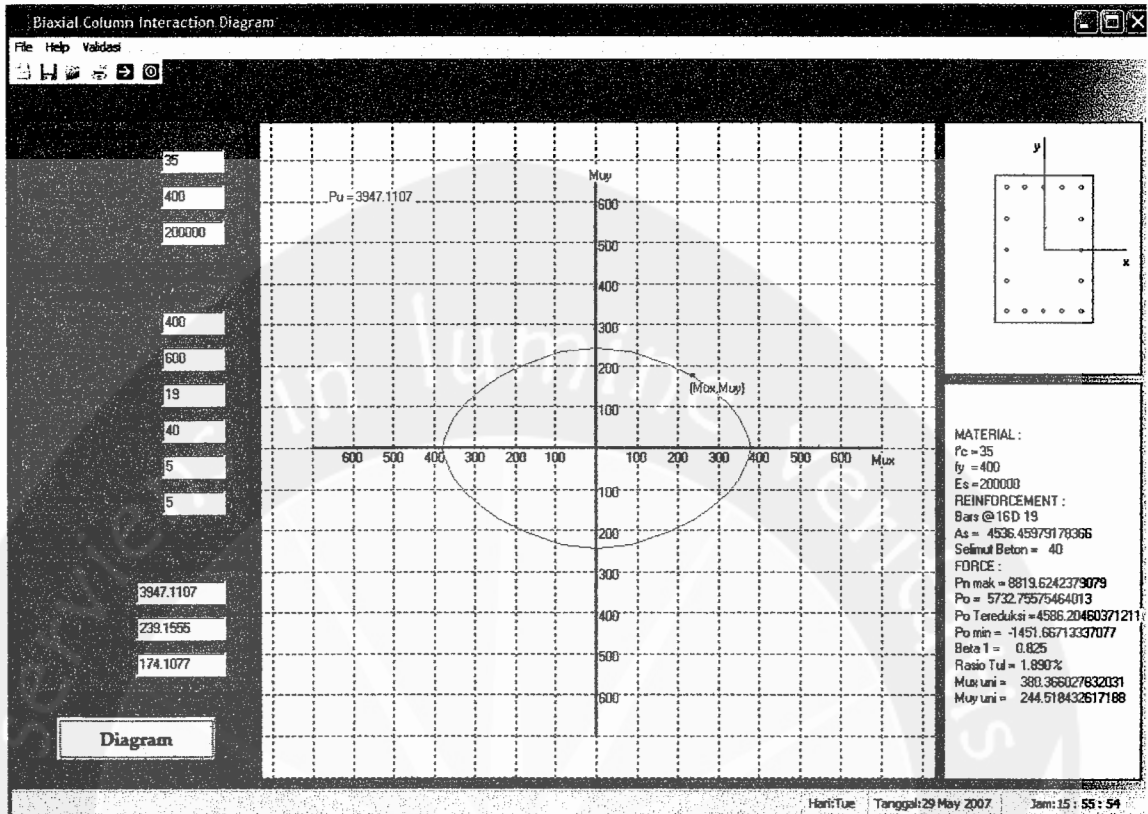 Biaxial Column Interaction Diagram
File Help Validasi
35
400
200000
400
600
19
40
5
5
3947.1107
239.1555
174.1077
Diagram
Pu = 3947.1107
Muy
600
500
400
300
200
100
{Mux,Muy}
600 500 400 300 200 100 100 200 300 400 500 600 Mux
100
200
300
400
500
600
y
x
MATERIAL :
f'c = 35
fy = 400
Es = 200000
REINFORCEMENT :
Bars @ 16 D 19
As = 4536.45979178366
Selimut Beton = 40
FORCE :
Pn mak = 8819.6242379079
Po = 5732.75575464013
Po Tereduksi = 4586.20460371211
Po min = -1451.66713337077
Beta 1 = 0.825
Rasio Tul = 1.890%
Mux uni = 380.366027832031
Muy uni = 244.518432617188
Hari:Tue Tanggal:29 May 2007 Jam:15 : 55 : 54
in lumine veritatis